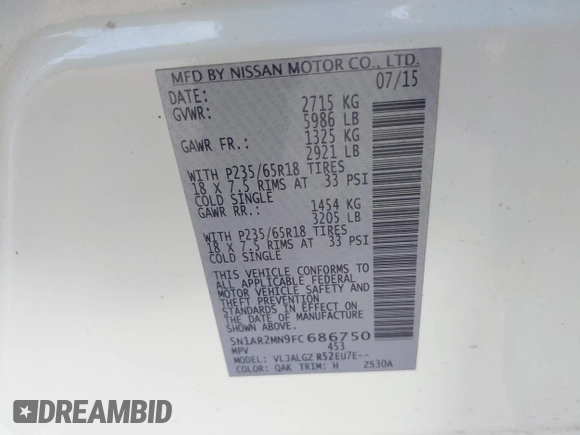 MFD BY NISSAN MOTOR CO., LTD.
DATE: 07/15
GVWR: 2715 KG
5986 LB
GAWR FR.: 1325 KG
2921 LB
WITH P235/65R18 TIRES
18 X 7.5 RIMS AT 33 PSI
COLD SINGLE
GAWR RR.: 1454 KG
3205 LB
WITH P235/65R18 TIRES
18 X 7.5 RIMS AT 33 PSI
COLD SINGLE
THIS VEHICLE CONFORMS TO
ALL APPLICABLE FEDERAL
MOTOR VEHICLE SAFETY AND
THEFT PREVENTION
STANDARDS IN EFFECT ON
THE DATE OF MANUFACTURE
SHOWN ABOVE.
5N1AR2MN9FC686750
MPV 453
MODEL: VLJALGZ R52EU7E--
COLOR: QAK TRIM: H ZS30A
DREAMBID
DREAMBID